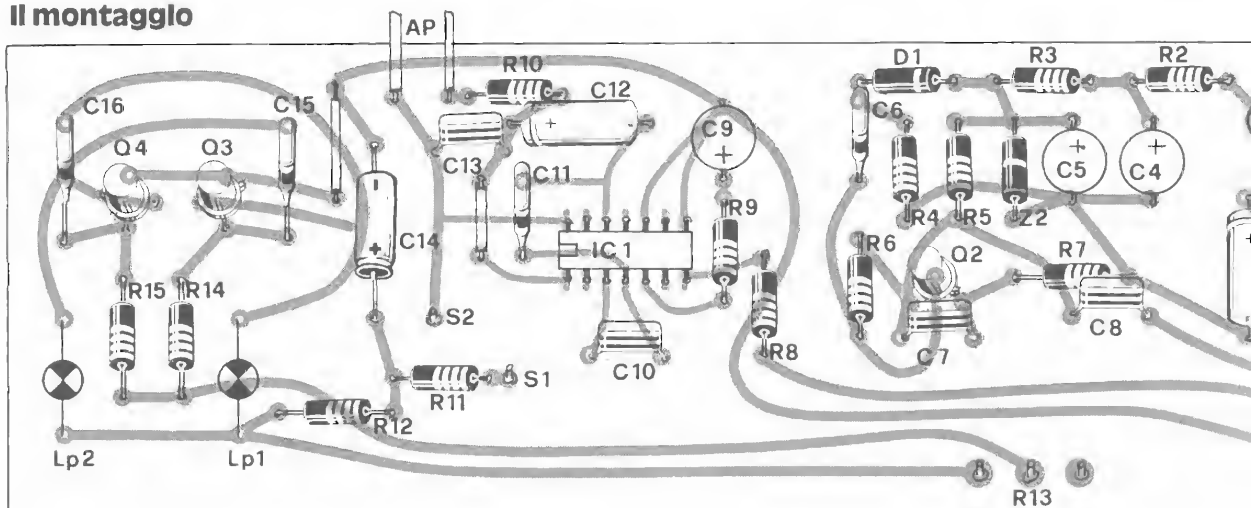 Il montaggio
AP
R10
C12
D1
R3
R2
C16
C15
C6
C9
Q4
Q3
C13
C11
C5
C4
R9
R4
R5
Z2
C14
IC1
R6
Q2
R7
R15
R14
S2
C8
C10
R8
C7
R11
S1
R12
Lp2
Lp1
R13